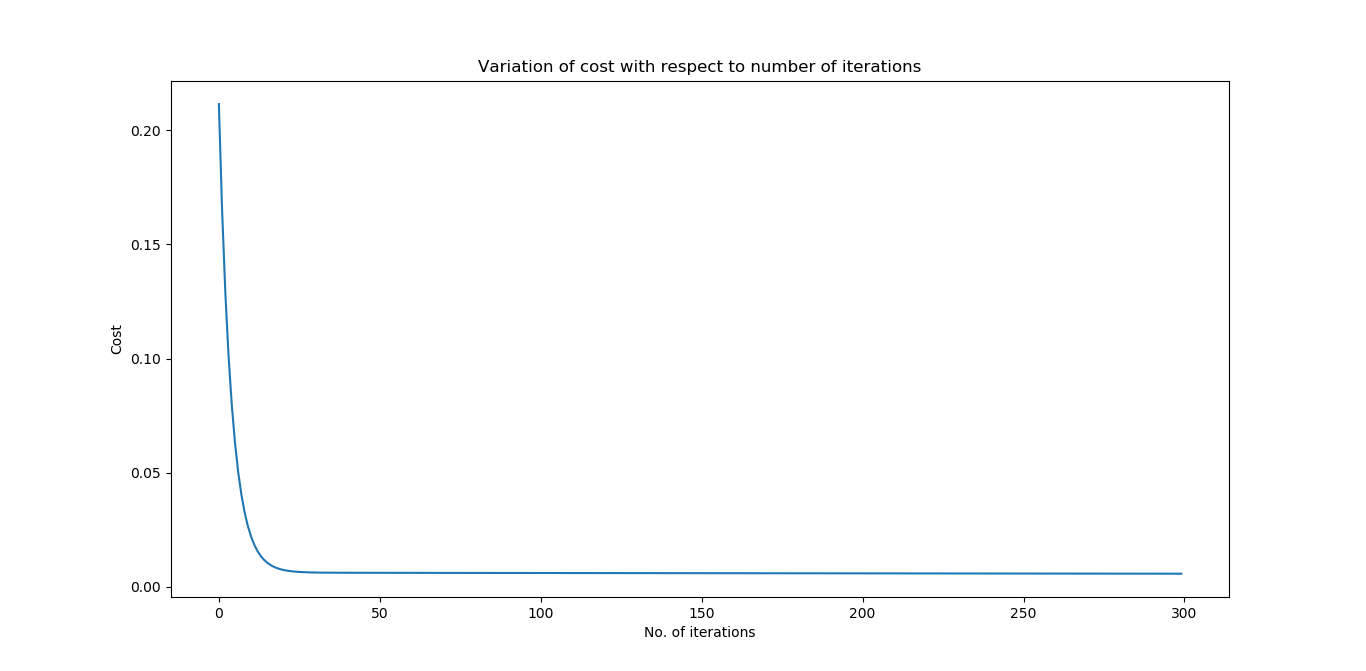 Variation of cost with respect to number of iterations
0.20
0.15
0.10
0.05
0.00
Cost
0 50 100 150 200 250 300
No. of iterations